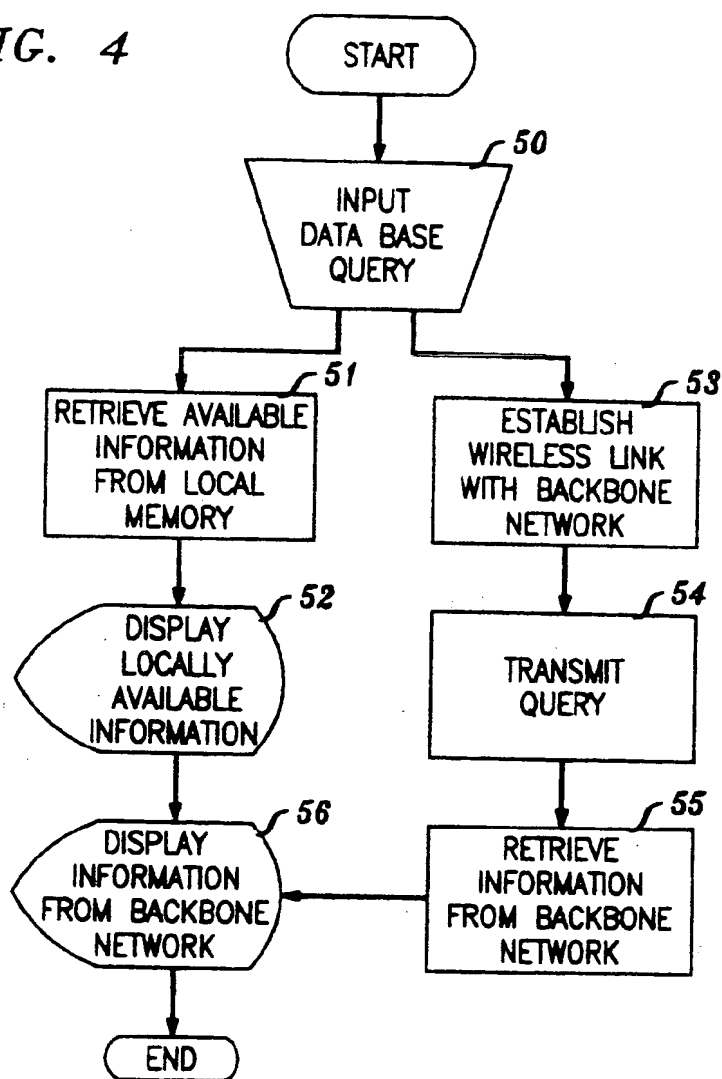 IG. 4
START
50
INPUT
DATA BASE
QUERY
51
RETRIEVE AVAILABLE
INFORMATION
FROM LOCAL
MEMORY
53
ESTABLISH
WIRELESS LINK
WITH BACKBONE
NETWORK
52
DISPLAY
LOCALLY
AVAILABLE
INFORMATION
54
TRANSMIT
QUERY
56
DISPLAY
INFORMATION
FROM BACKBONE
NETWORK
55
RETRIEVE
INFORMATION
FROM BACKBONE
NETWORK
END